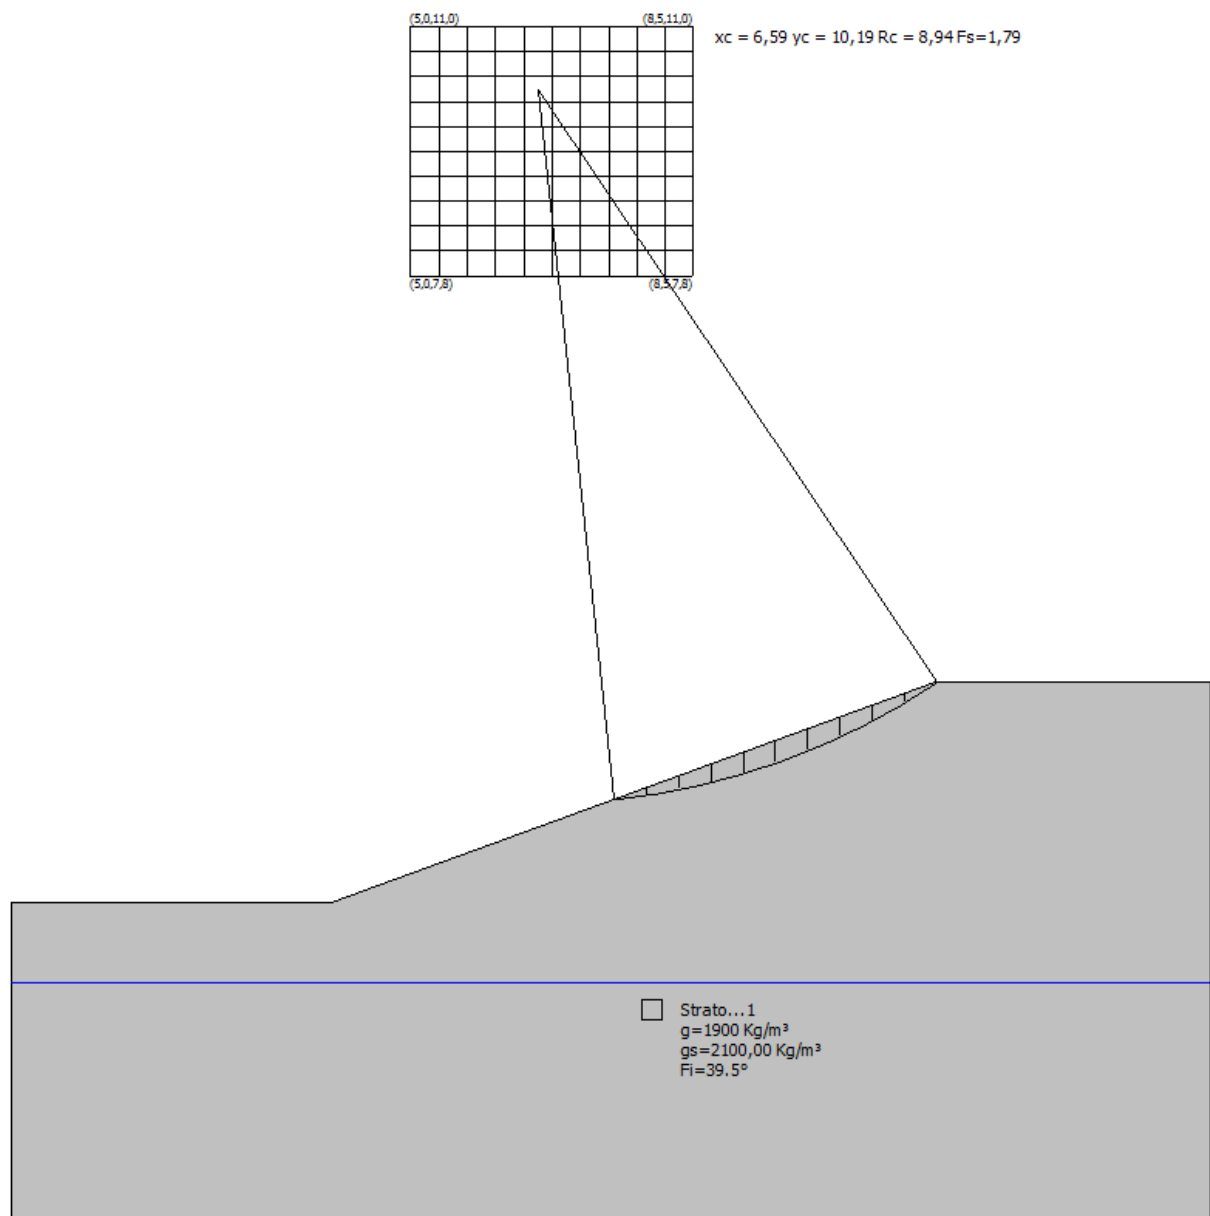 (5,0,11,0)
(8,5,11,0)
xc = 6,59 yc = 10,19 Rc = 8,94 Fs=1,79
(5,0,7,8)
(8,5,7,8)
Strato...1
g=1900 Kg/m³
gs=2100,00 Kg/m³
Fi=39.5°